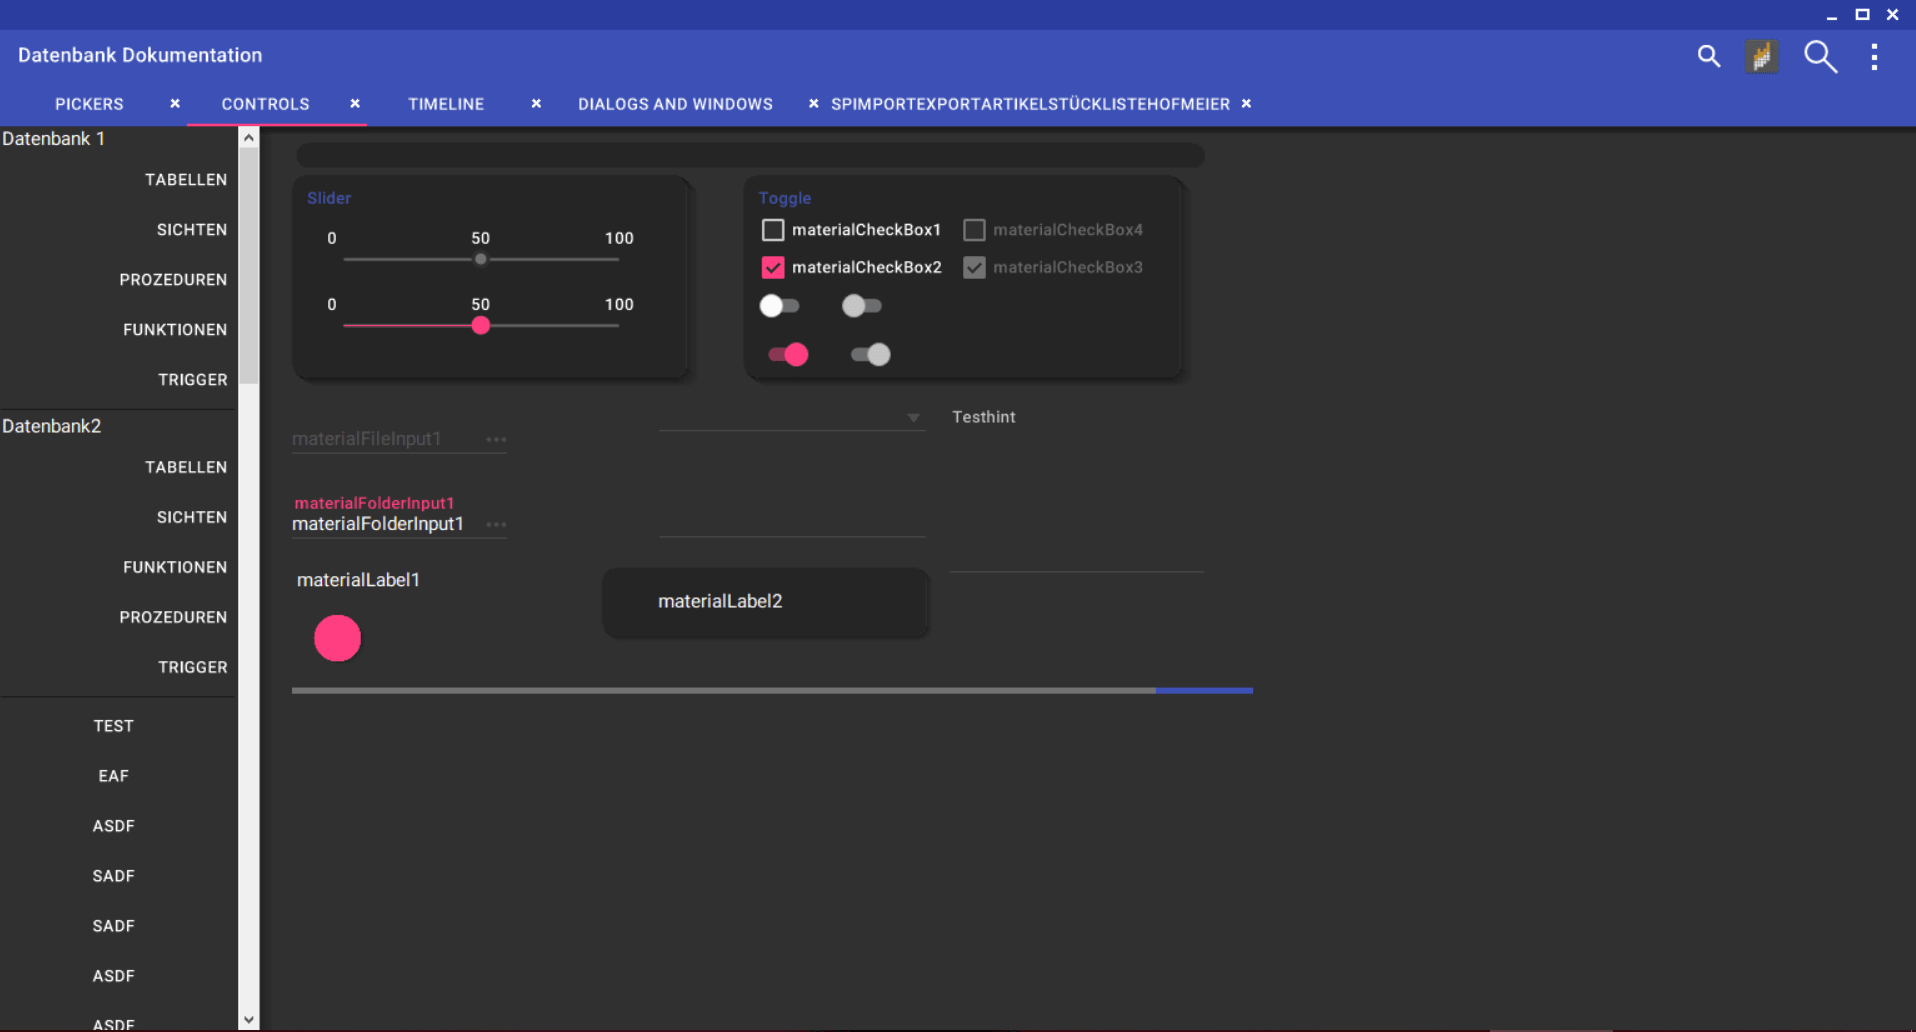 Datenbank Dokumentation
PICKERS CONTROLS TIMELINE DIALOGS AND WINDOWS SPIMPORTEXPORTARTIKELSTÜCKLISTEHOFMEIER
Datenbank 1
TABELLEN
SICHTEN
PROZEDUREN
FUNKTIONEN
TRIGGER
Datenbank2
TABELLEN
SICHTEN
FUNKTIONEN
PROZEDUREN
TRIGGER
TEST
EAF
ASDF
SADF
SADF
ASDF
ASDF
Slider
0 50 100
0 50 100
Toggle
materialCheckBox1 materialCheckBox4
materialCheckBox2 materialCheckBox3
materialFileInput1
Testhint
materialFolderInput1
materialFolderInput1
materialLabel1
materialLabel2